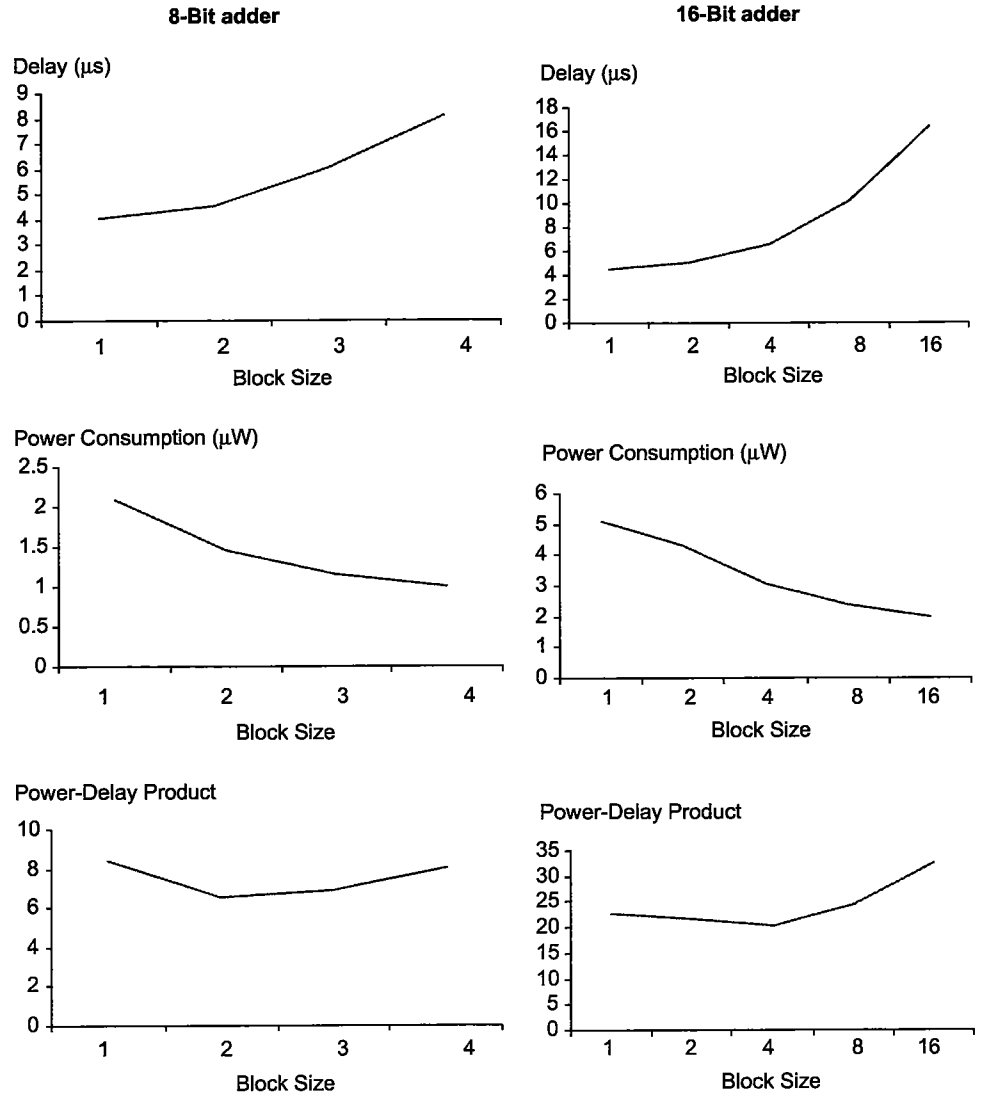 8-Bit adder
16-Bit adder
Delay (μs)
9
8
7
6
5
4
3
2
1
0
1 2 3 4
Block Size
Delay (μs)
18
16
14
12
10
8
6
4
2
0
1 2 4 8 16
Block Size
Power Consumption (μW)
2.5
2
1.5
1
0.5
0
1 2 3 4
Block Size
Power Consumption (μW)
6
5
4
3
2
1
0
1 2 4 8 16
Block Size
Power-Delay Product
10
8
6
4
2
0
1 2 3 4
Block Size
Power-Delay Product
35
30
25
20
15
10
5
0
1 2 4 8 16
Block Size